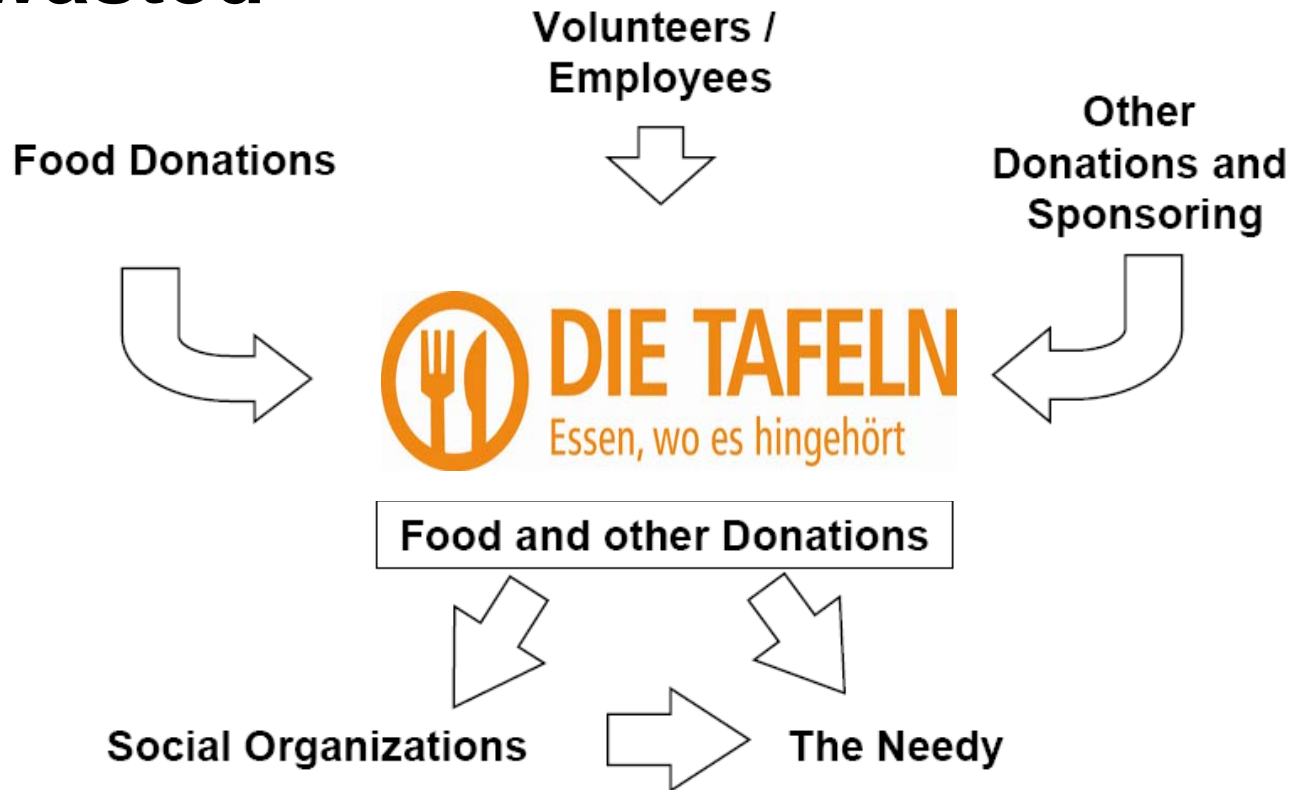 Volunteers /
Employees
Other
Donations and
Sponsoring
Food Donations
DIE TAFELN
Essen, wo es hingehört
Food and other Donations
Social Organizations
The Needy